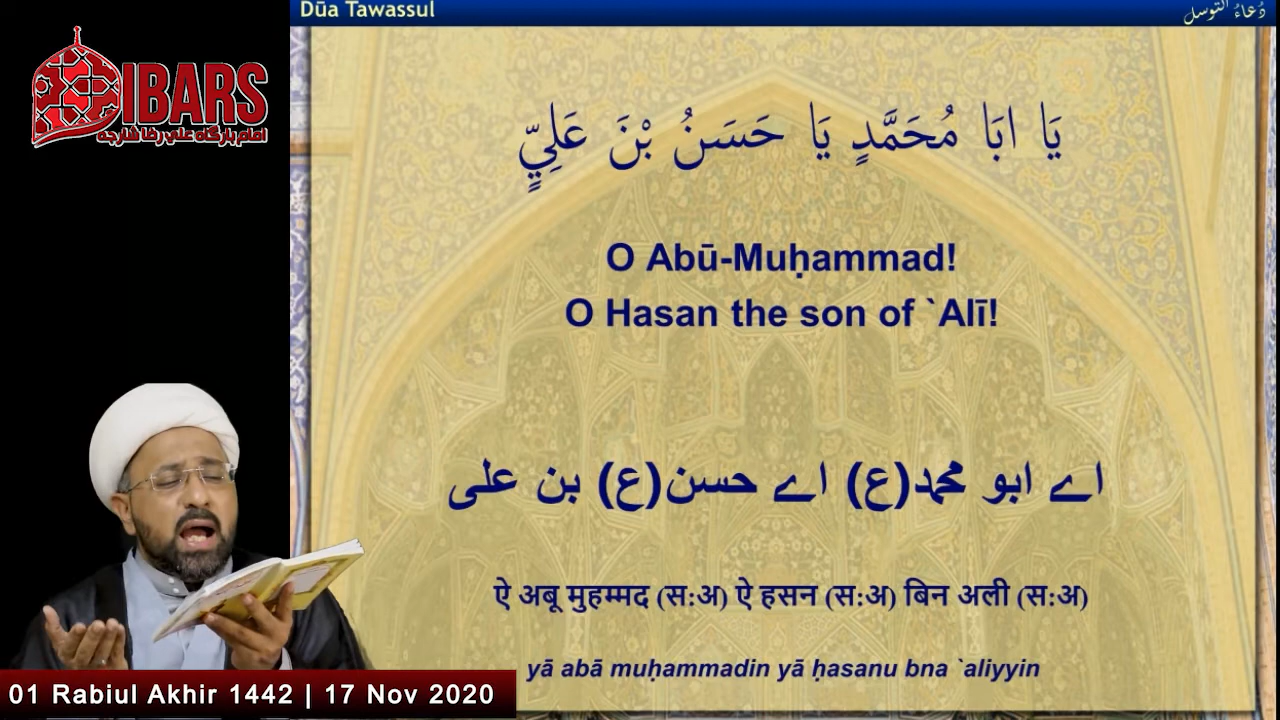 Dūa Tawassul
دُعاءُ التوسل
IBARS
امام بارگاہ علی رضا شارجہ
يَا ابَا مُحَمَّدٍ يَا حَسَنُ بْنَ عَلِيٍّ
O Abū-Muḥammad!
O Hasan the son of `Alī!
اے ابو محمد(ع) اے حسن(ع) بن علی
ऐ अबू मुहम्मद (स:अ) ऐ हसन (स:अ) बिन अली (स:अ)
yā abā muḥammadin yā ḥasanu bna `aliyyin
01 Rabiul Akhir 1442 | 17 Nov 2020